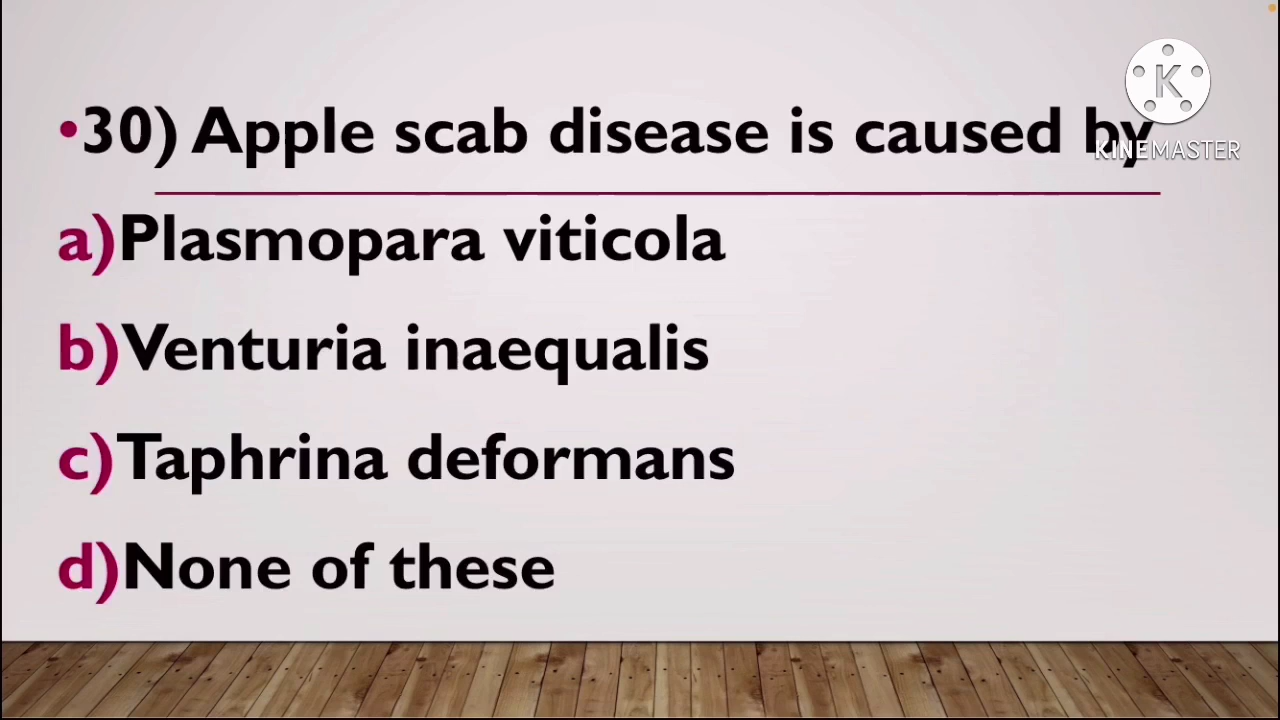 •30) Apple scab disease is caused by
K
KINEMASTER
a)Plasmopara viticola
b)Venturia inaequalis
c)Taphrina deformans
d)None of these